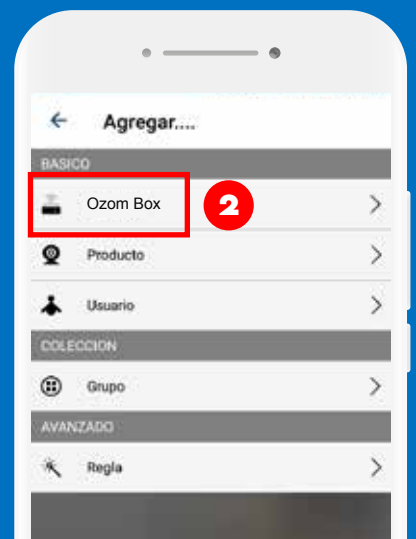 Agregar....
BASICO
Ozom Box
2
Producto
Usuario
COLECCION
Grupo
AVANZADO
Regla